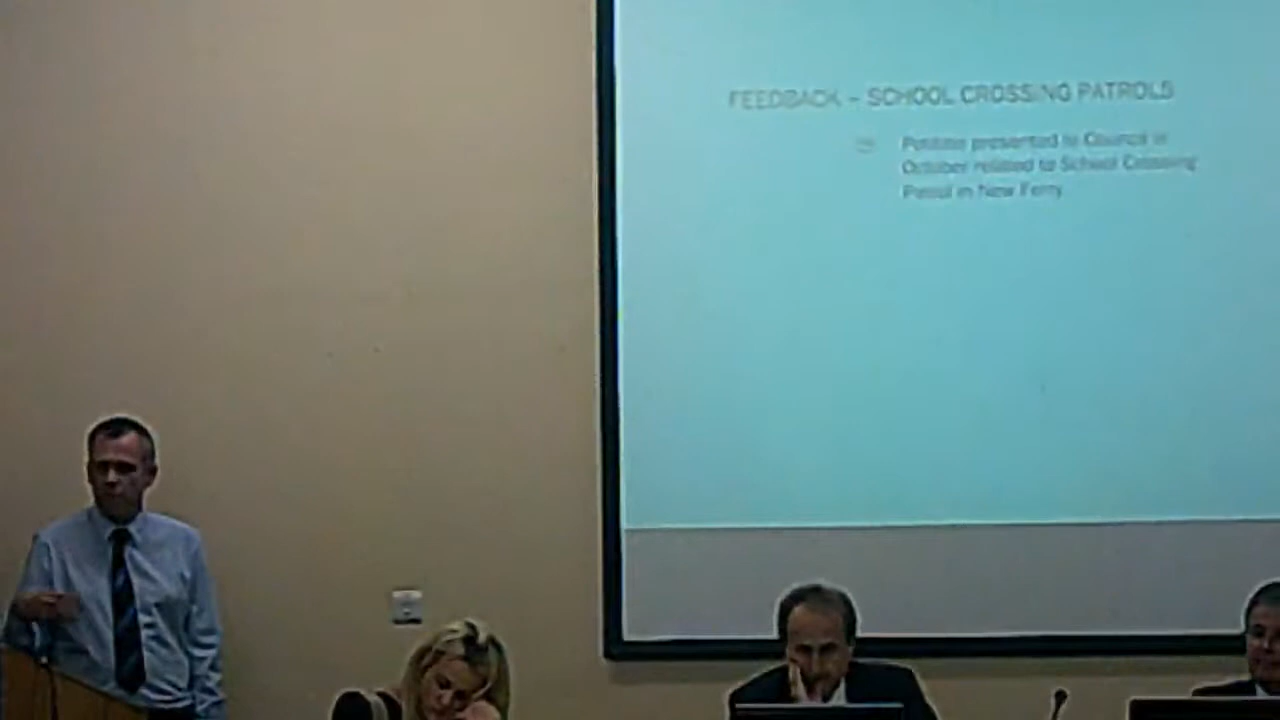 FEEDBACK – SCHOOL CROSSING PATROLS
Petition presented to Council in
October related to School Crossing
Patrol in New Ferry